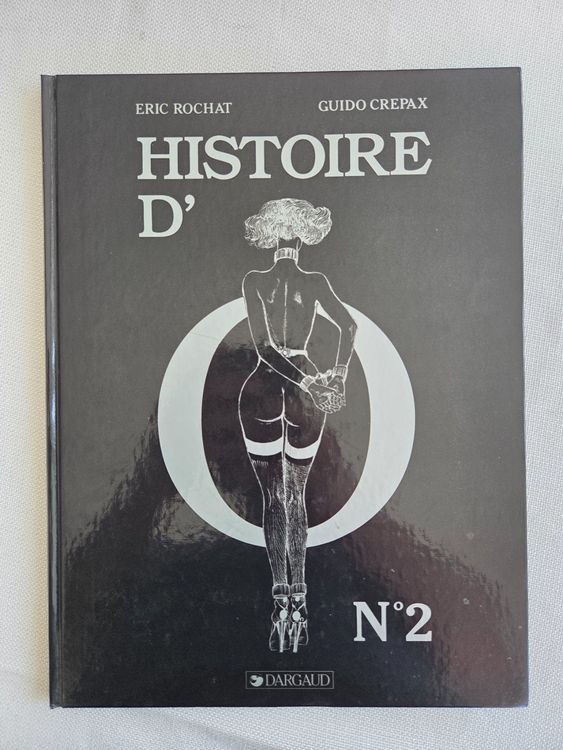 ERIC ROCHAT GUIDO CREPAX
HISTOIRE
D'
O
N°2
DARGAUD